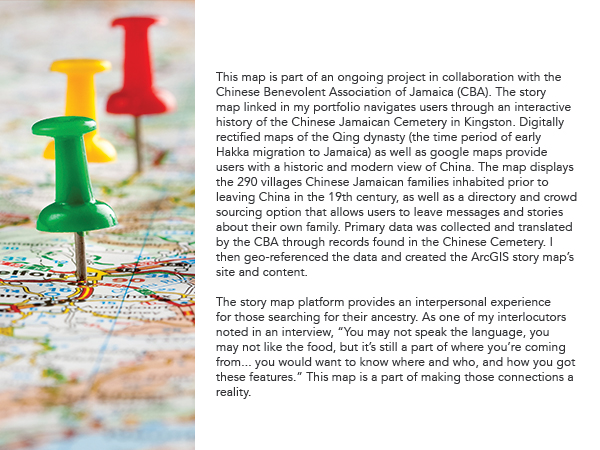 This map is part of an ongoing project in collaboration with the
Chinese Benevolent Association of Jamaica (CBA). The story
map linked in my portfolio navigates users through an interactive
history of the Chinese Jamaican Cemetery in Kingston. Digitally
rectified maps of the Qing dynasty (the time period of early
Hakka migration to Jamaica) as well as google maps provide
users with a historic and modern view of China. The map displays
the 290 villages Chinese Jamaican families inhabited prior to
leaving China in the 19th century, as well as a directory and crowd
sourcing option that allows users to leave messages and stories
about their own family. Primary data was collected and translated
by the CBA through records found in the Chinese Cemetery. I
then geo-referenced the data and created the ArcGIS story map’s
site and content.
The story map platform provides an interpersonal experience
for those searching for their ancestry. As one of my interlocutors
noted in an interview, “You may not speak the language, you
may not like the food, but it’s still a part of where you’re coming
from... you would want to know where and who, and how you got
these features.” This map is a part of making those connections a
reality.